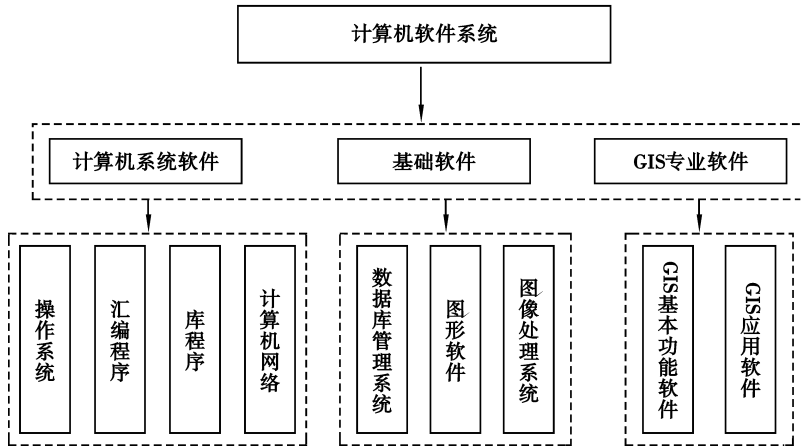 计算机软件系统
计算机系统软件
基础软件
GIS专业软件
操作系统
汇编程序
库程序
计算机网络
数据库管理系统
图形软件
图像处理系统
GIS基本功能软件
GIS应用软件